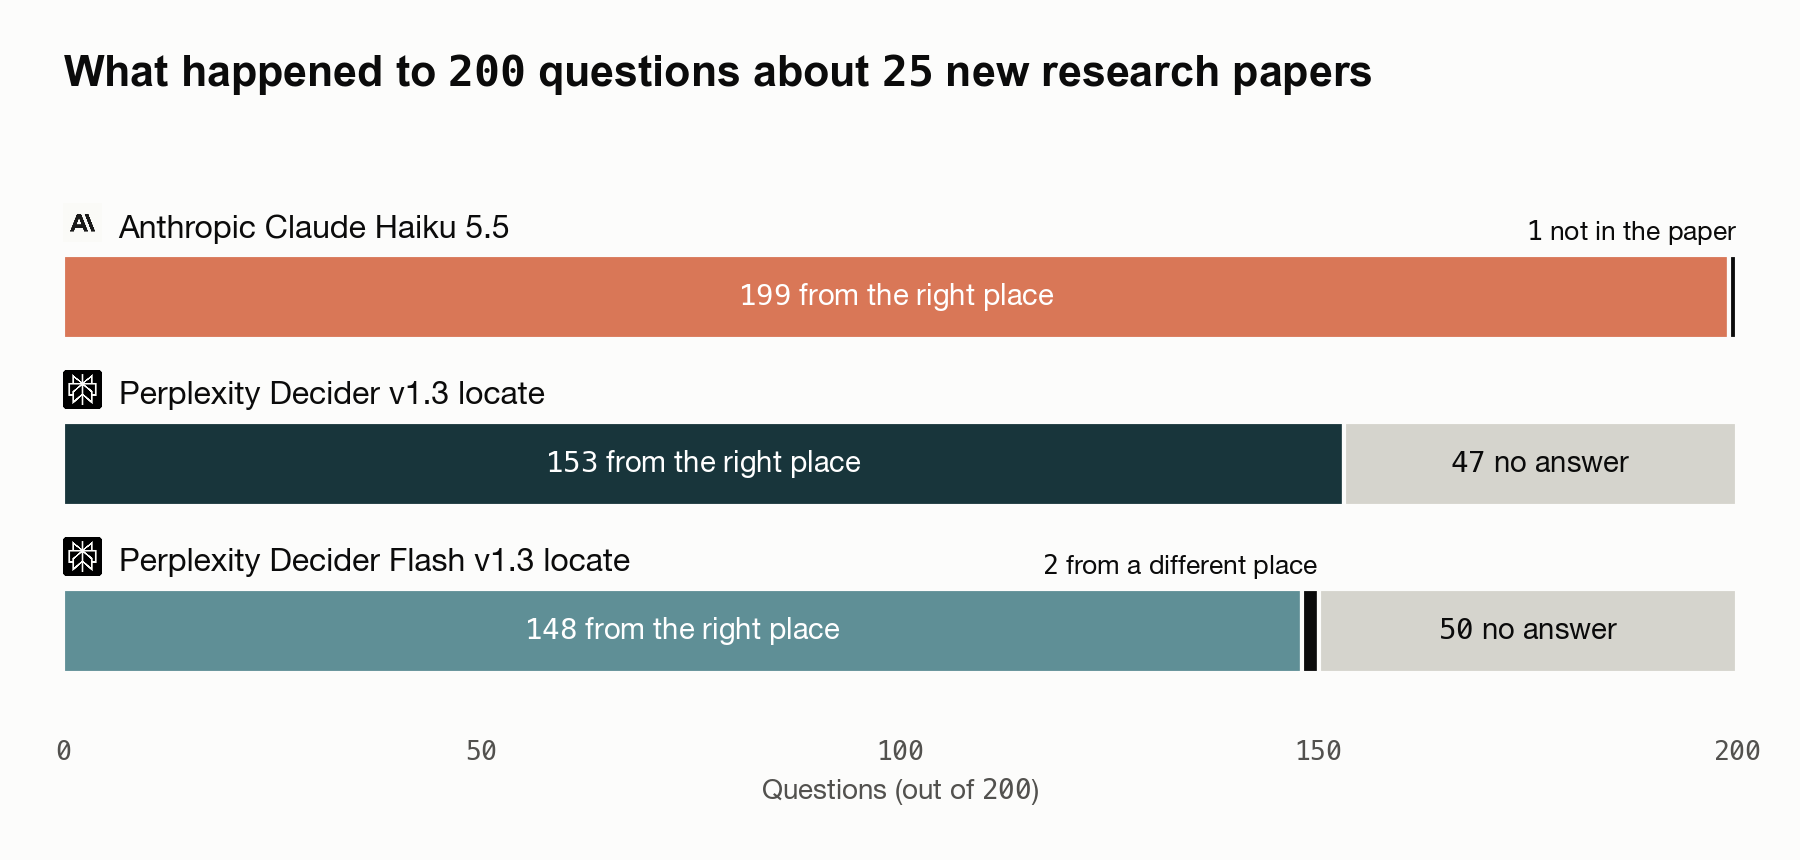 What happened to 200 questions about 25 new research papers
Anthropic Claude Haiku 5.5
1 not in the paper
199 from the right place
Perplexity Decider v1.3 locate
153 from the right place
47 no answer
Perplexity Decider Flash v1.3 locate
2 from a different place
148 from the right place
50 no answer
0 50 100 150 200
Questions (out of 200)